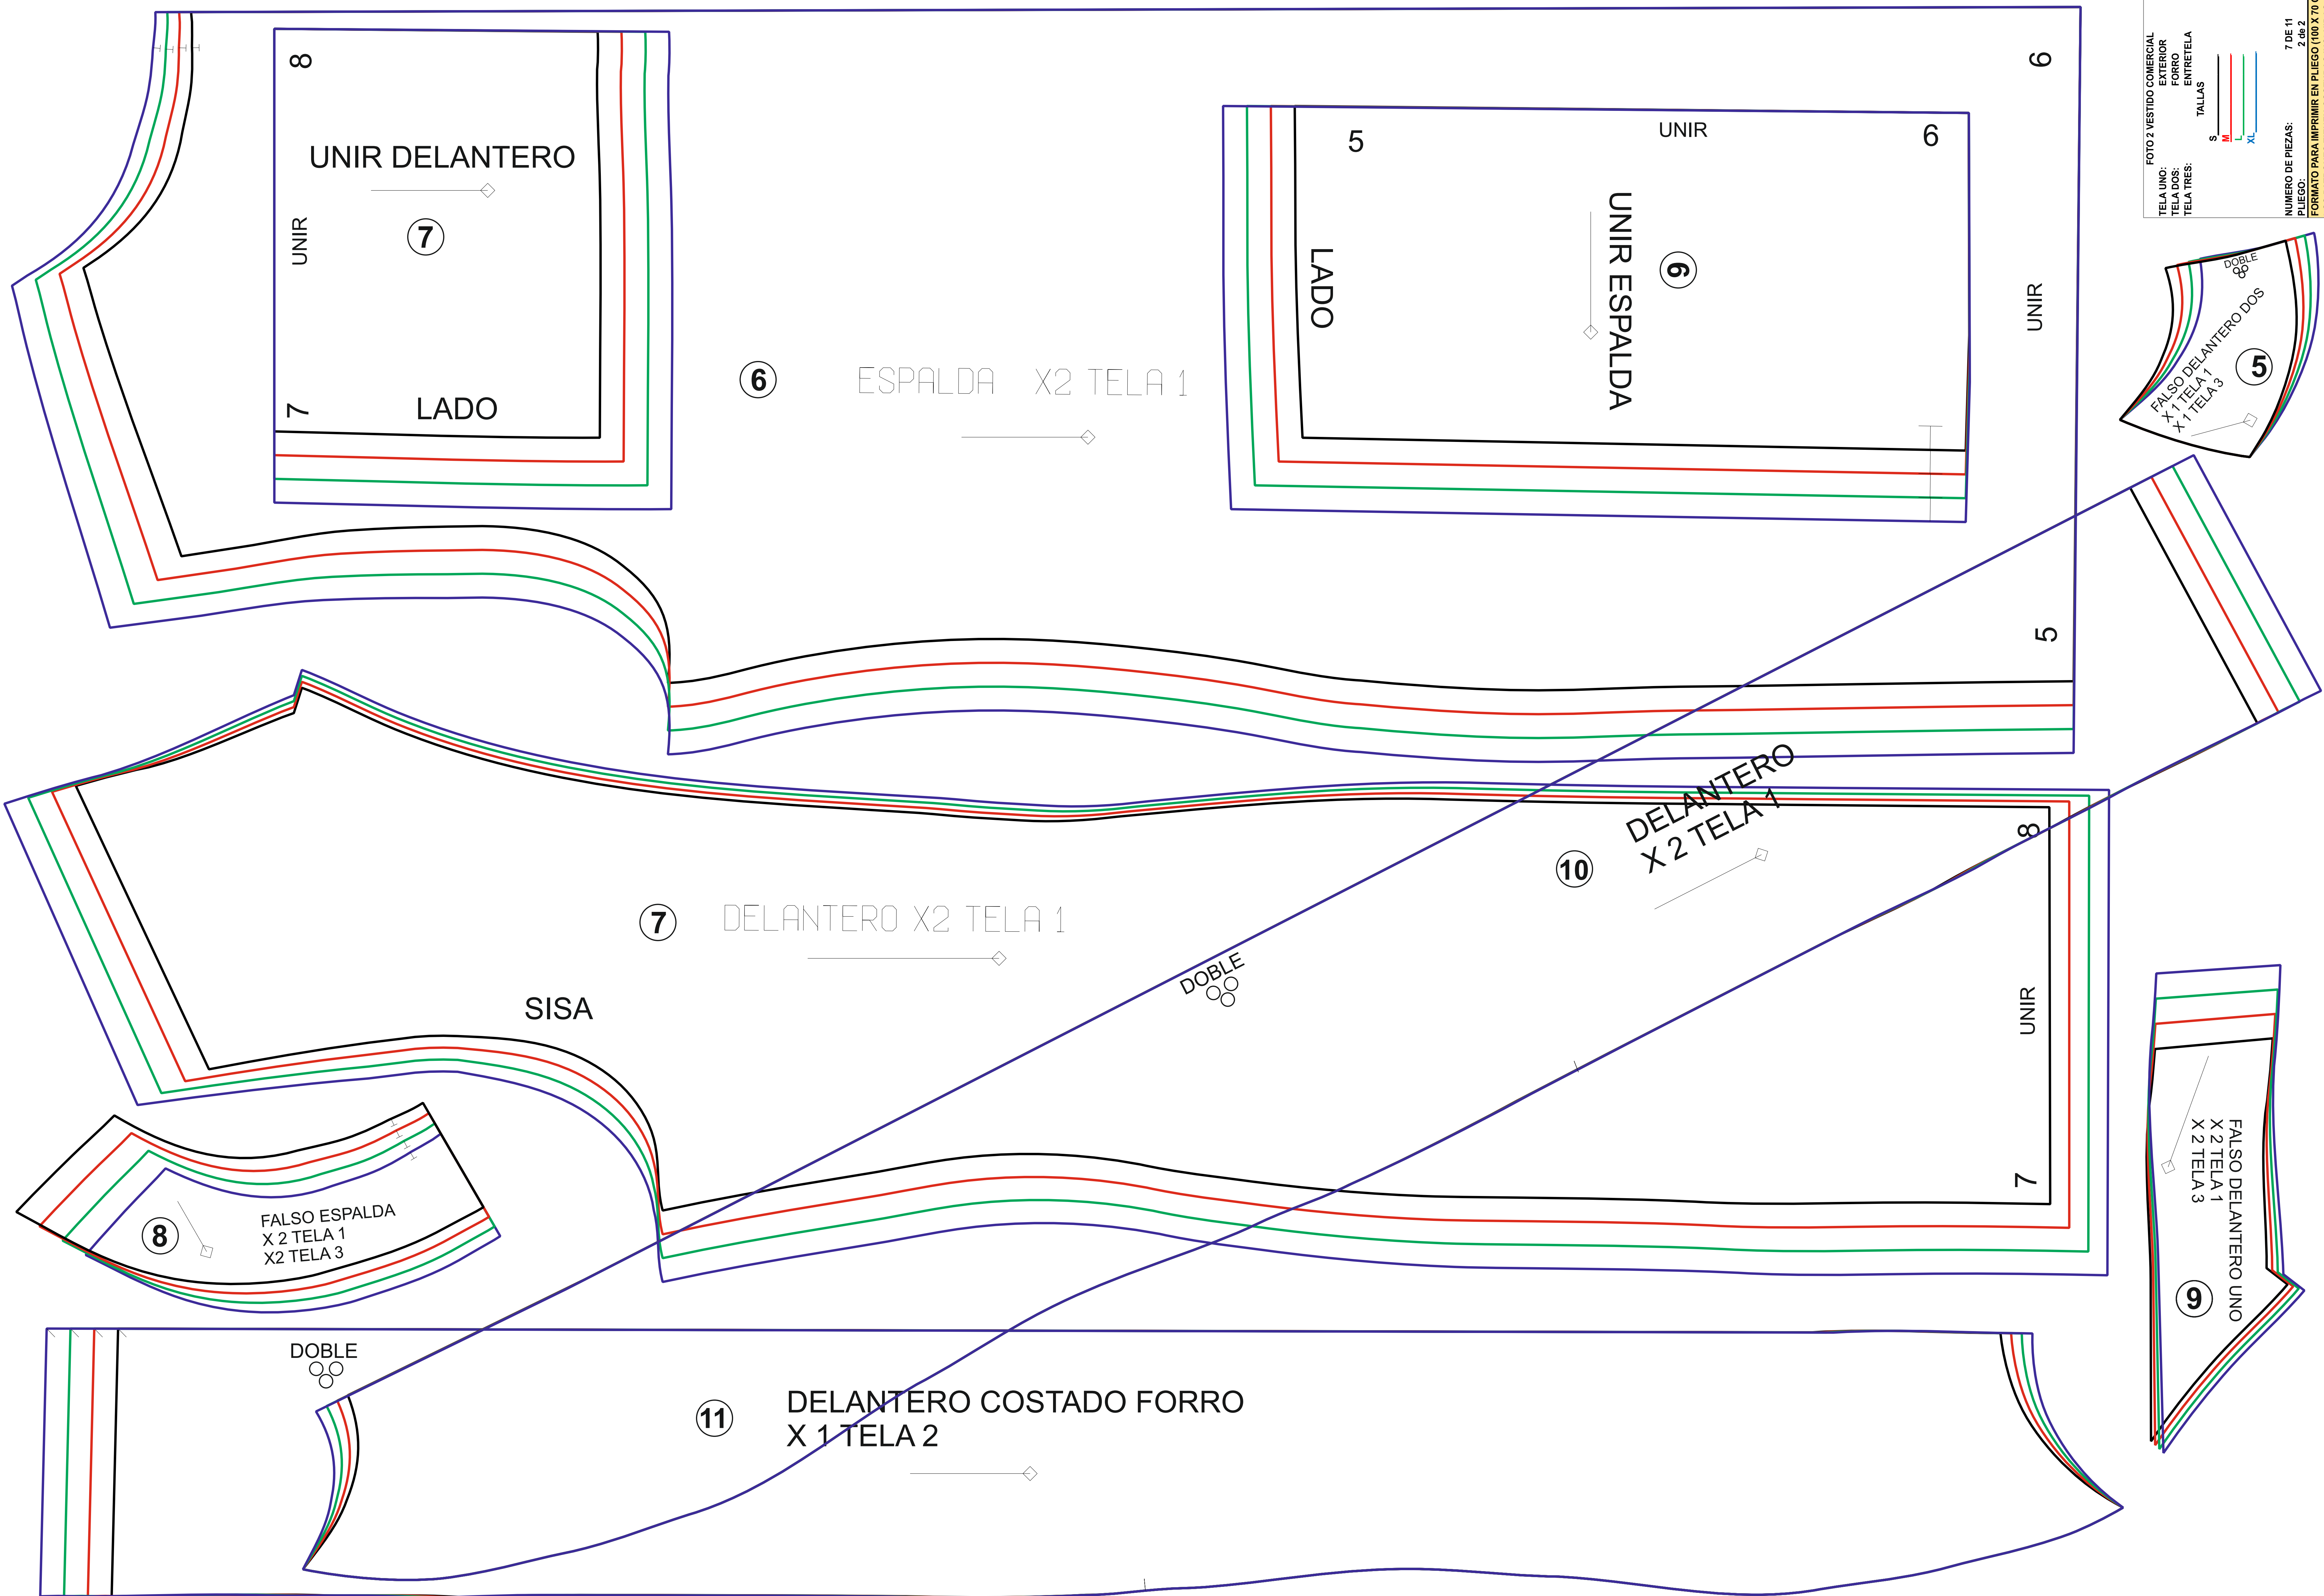 8
UNIR DELANTERO
UNIR
7
7
LADO
6
ESPALDA X2 TELA 1
5
UNIR
6
LADO
UNIR ESPALDA
6
6
UNIR
5
FOTO 2 VESTIDO COMERCIAL
TELA UNO: EXTERIOR
TELA DOS: FORRO
TELA TRES: ENTRETELA
TALLAS
S
M
L
XL
NUMERO DE PIEZAS: 7 DE 11
PLIEGO: 2 de 2
FORMATO PARA IMPRIMIR EN PLIEGO (100 X 70
DOBLE
FALSO DELANTERO DOS
X 1 TELA 1
X 1 TELA 3
5
10
DELANTERO
X 2 TELA 1
DOBLE
7
DELANTERO X2 TELA 1
SISA
8
UNIR
7
8
FALSO ESPALDA
X 2 TELA 1
X2 TELA 3
FALSO DELANTERO UNO
X 2 TELA 1
X 2 TELA 3
9
DOBLE
11
DELANTERO COSTADO FORRO
X 1 TELA 2